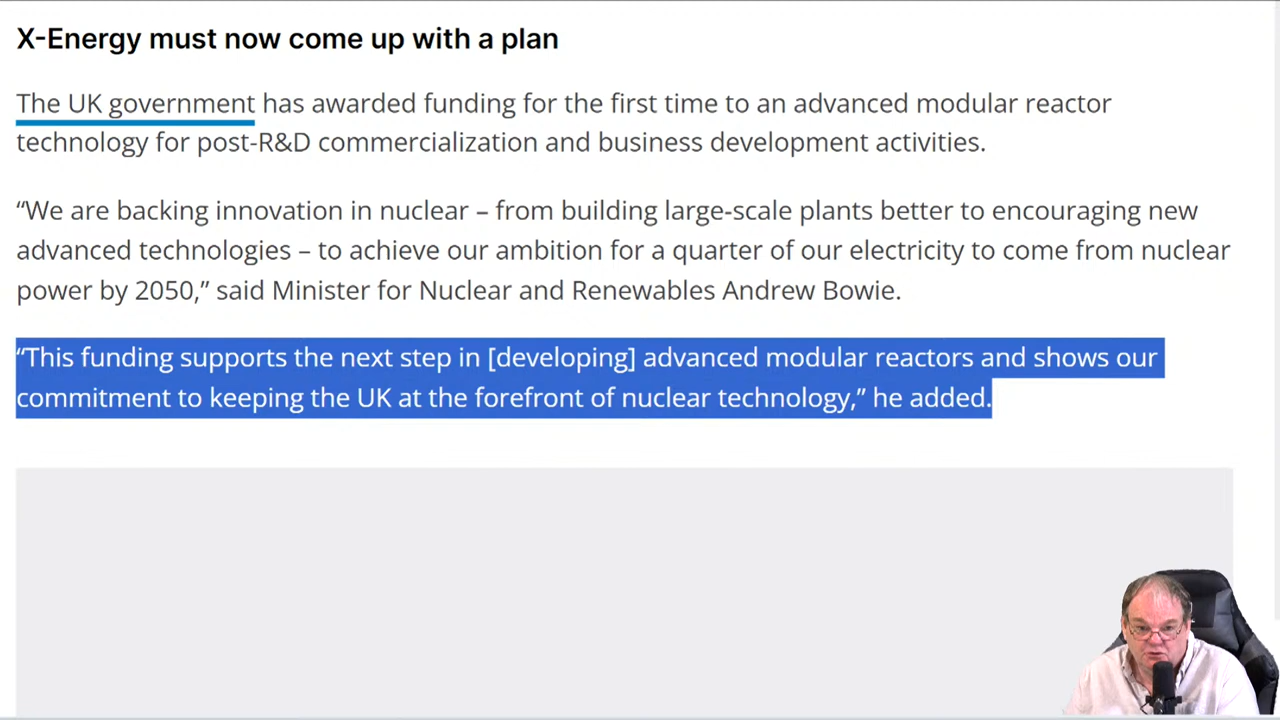 X-Energy must now come up with a plan
The UK government has awarded funding for the first time to an advanced modular reactor
technology for post-R&D commercialization and business development activities.
“We are backing innovation in nuclear – from building large-scale plants better to encouraging new
advanced technologies – to achieve our ambition for a quarter of our electricity to come from nuclear
power by 2050,” said Minister for Nuclear and Renewables Andrew Bowie.
“This funding supports the next step in [developing] advanced modular reactors and shows our
commitment to keeping the UK at the forefront of nuclear technology,” he added.